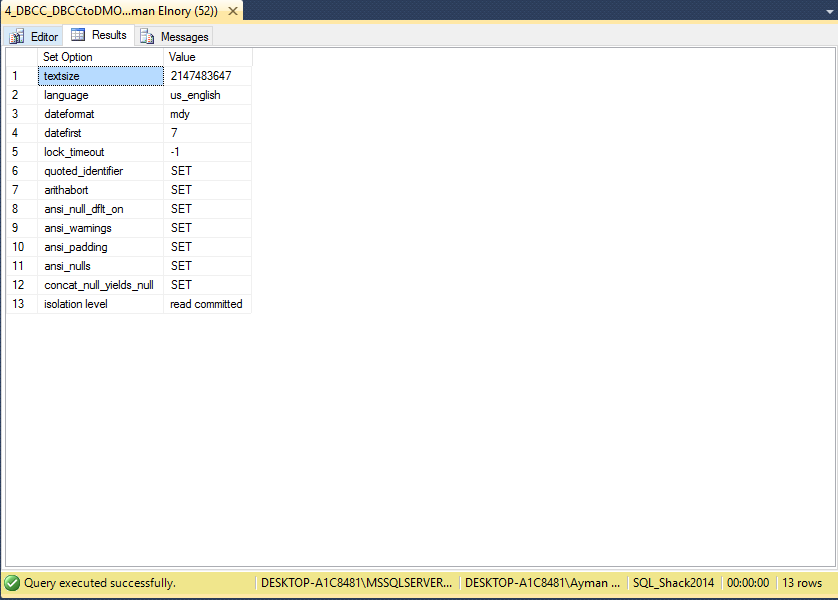 4_DBCC_DBCCtoDMO...man Elnory (52))
Editor Results Messages
Set Option Value
1 textsize 2147483647
2 language us_english
3 dateformat mdy
4 datefirst 7
5 lock_timeout -1
6 quoted_identifier SET
7 arithabort SET
8 ansi_null_dflt_on SET
9 ansi_warnings SET
10 ansi_padding SET
11 ansi_nulls SET
12 concat_null_yields_null SET
13 isolation level read committed
Query executed successfully. DESKTOP-A1C8481\MSSQLSERVER... DESKTOP-A1C8481\Ayman ... SQL_Shack2014 00:00:00 13 rows